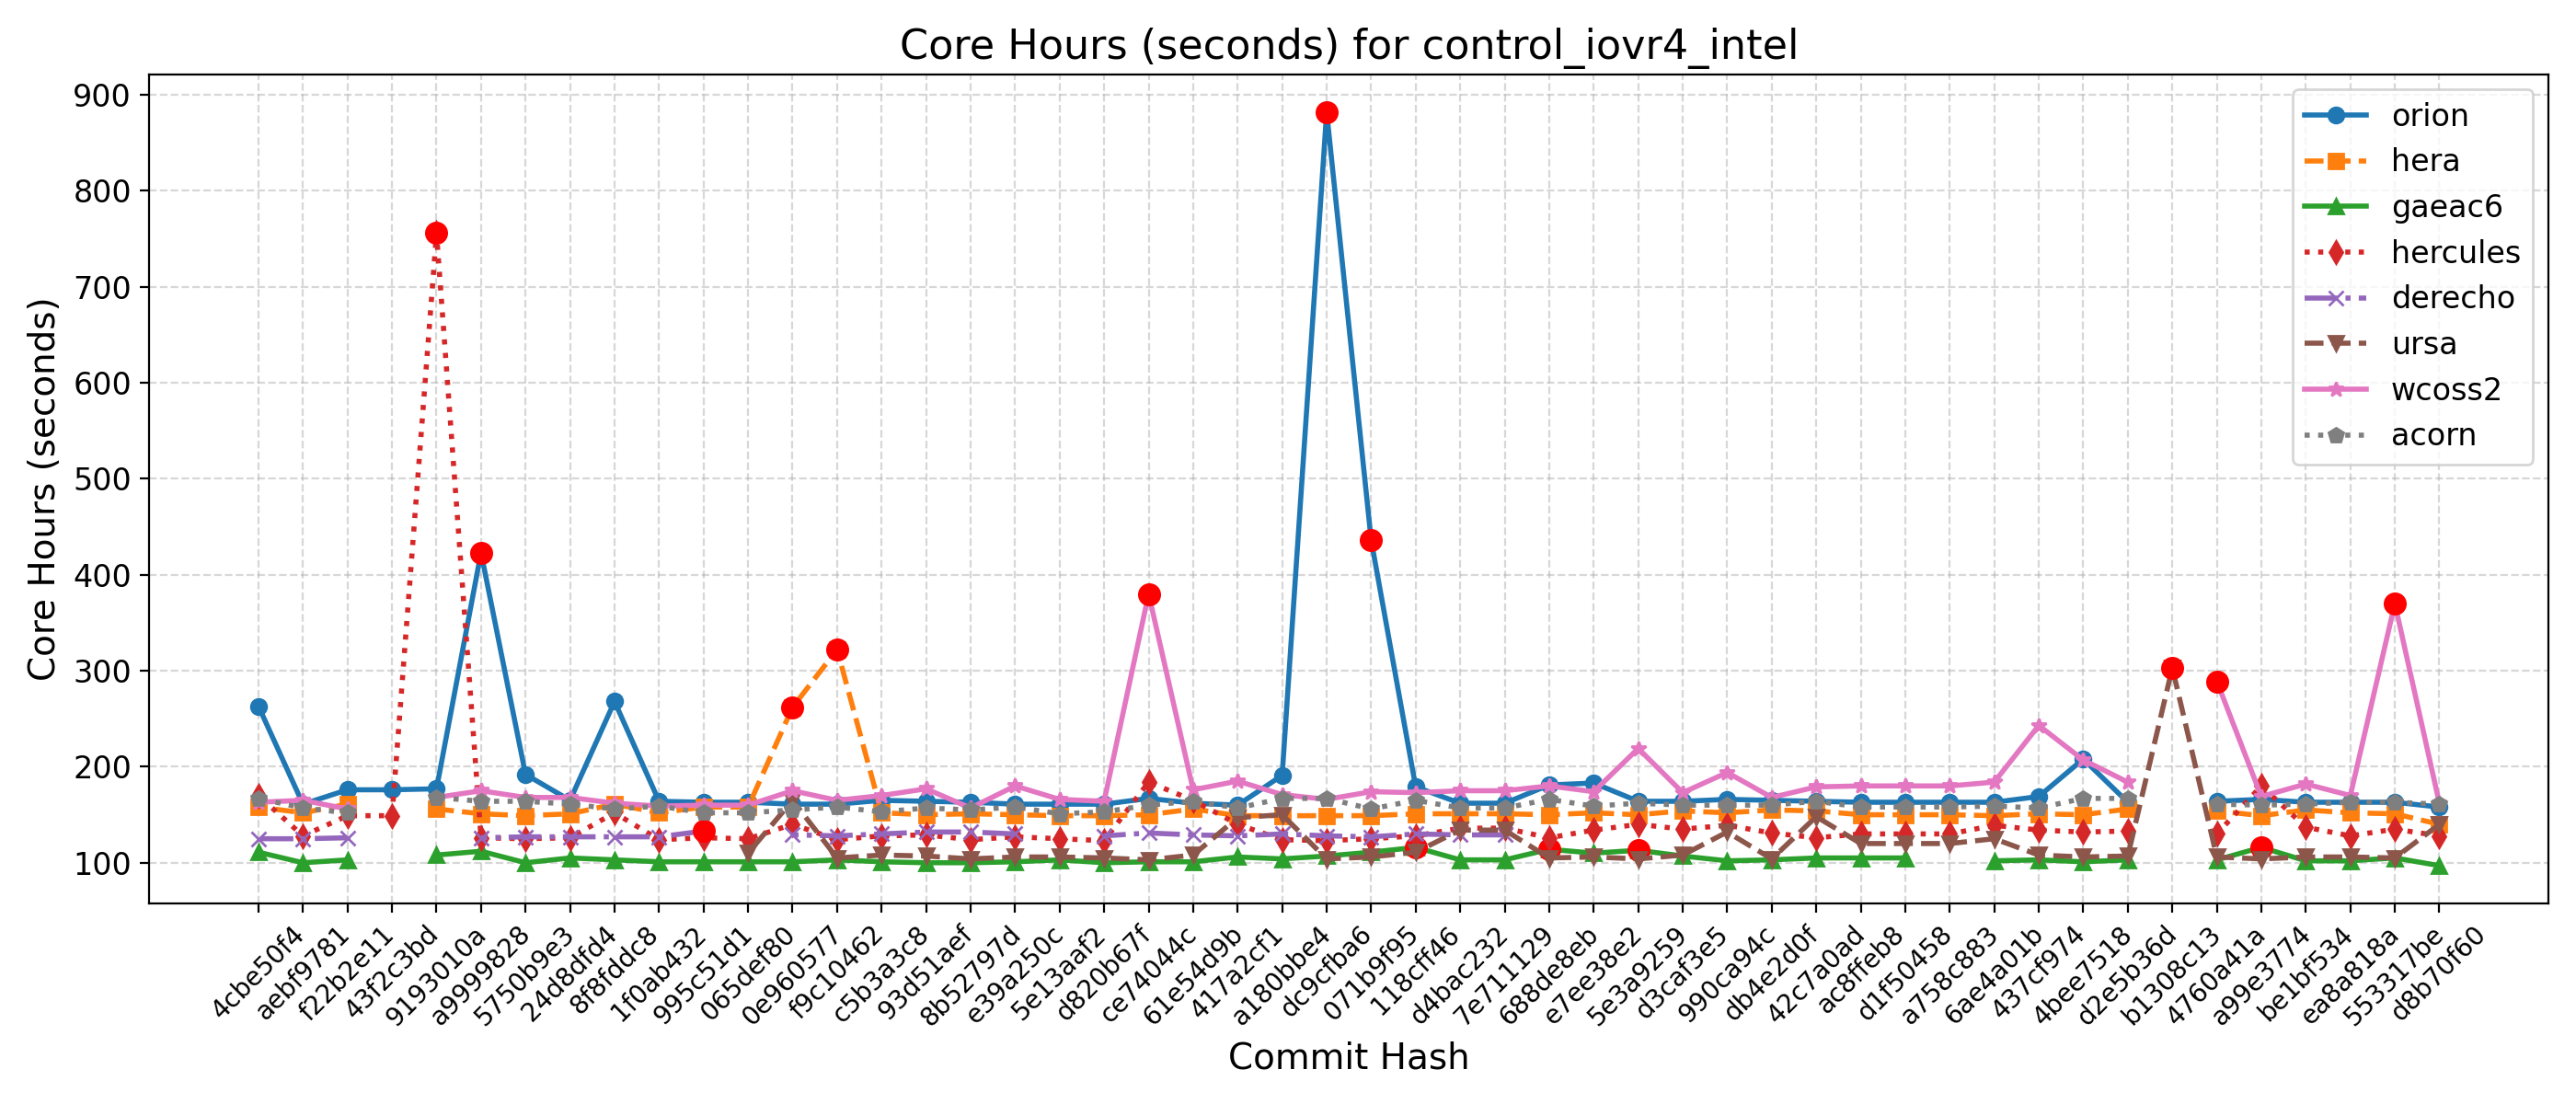 Core Hours (seconds) for control_iovr4_intel
Core Hours (seconds)
900
800
700
600
500
400
300
200
100
orion
hera
gaeac6
hercules
derecho
ursa
wcoss2
acorn
4cbe50f4
aebf9781
f22b2e11
43f2c3bd
9193010a
a9999828
5750b9e3
24d8dfd4
8f8fddc8
1f0ab432
995c51d1
065def80
0e960577
f9c10462
c5b3a3c8
93d51aef
8b52797d
e39a250c
5e13aaf2
d820b67f
ce74044c
61e54d9b
417a2cf1
a180bbe4
dc9cfba6
071b9f95
118cff46
d4bac232
7e711129
688de8eb
e7ee38e2
5e3a9259
d3caf3e5
990ca94c
db4e2d0f
42c7a0ad
ac8ffeb8
d1f50458
a758c883
6ae4a01b
437cf974
4bee7518
d2e5b36d
b1308c13
4760a41a
a99e3774
be1bf534
ea8a818a
553317be
d8b70f60
Commit Hash